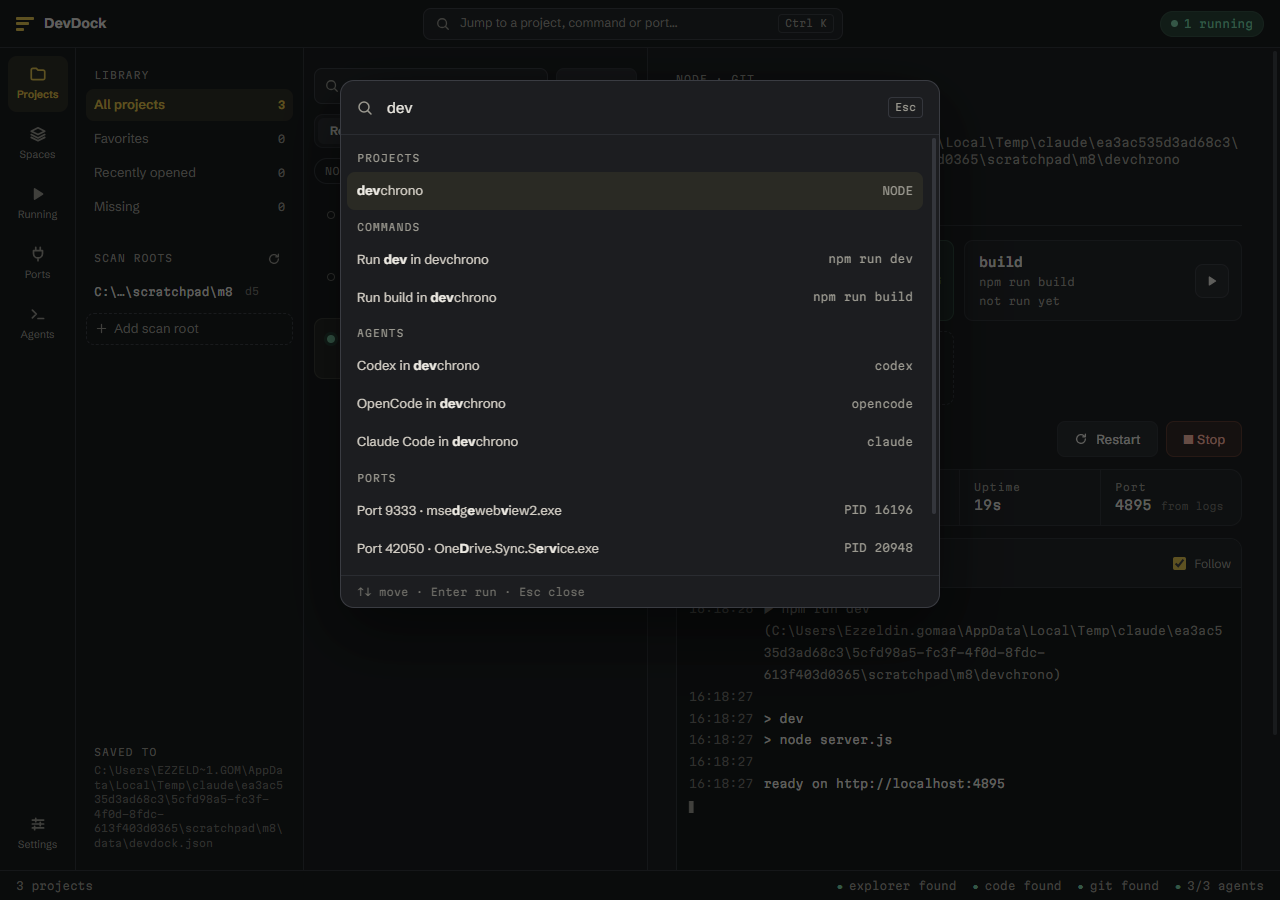 DevDock
Jump to a project, command or port…
Ctrl K
1 running
Projects
Spaces
Running
Ports
Agents
Settings
LIBRARY
All projects 3
Favorites 0
Recently opened 0
Missing 0
SCAN ROOTS
C:\…\scratchpad\m8 d5
+ Add scan root
SAVED TO
C:\Users\EZZELD~1.GOM\AppDa
ta\Local\Temp\claude\ea3ac5
35d3ad68c3\5cfd98a5-fc3f-
4f0d-8fdc-
613f403d0365\scratchpad\m8\
data\devdock.json
dev
Esc
PROJECTS
devchrono NODE
COMMANDS
Run dev in devchrono npm run dev
Run build in devchrono npm run build
AGENTS
Codex in devchrono codex
OpenCode in devchrono opencode
Claude Code in devchrono claude
PORTS
Port 9333 · msedgewebview2.exe PID 16196
Port 42050 · OneDrive.Sync.Service.exe PID 20948
↑↓ move · Enter run · Esc close
NODE · GIT
\Local\Temp\claude\ea3ac535d3ad68c3\
d0365\scratchpad\m8\devchrono
build
npm run build
not run yet
Restart
Stop
Uptime
19s
Port
4895 from logs
Follow
16:18:26 ▶ npm run dev
(C:\Users\Ezzeldin.gomaa\AppData\Local\Temp\claude\ea3ac5
35d3ad68c3\5cfd98a5-fc3f-4f0d-8fdc-
613f403d0365\scratchpad\m8\devchrono)
16:18:27
16:18:27 > dev
16:18:27 > node server.js
16:18:27
16:18:27 ready on http://localhost:4895
3 projects
explorer found
code found
git found
3/3 agents